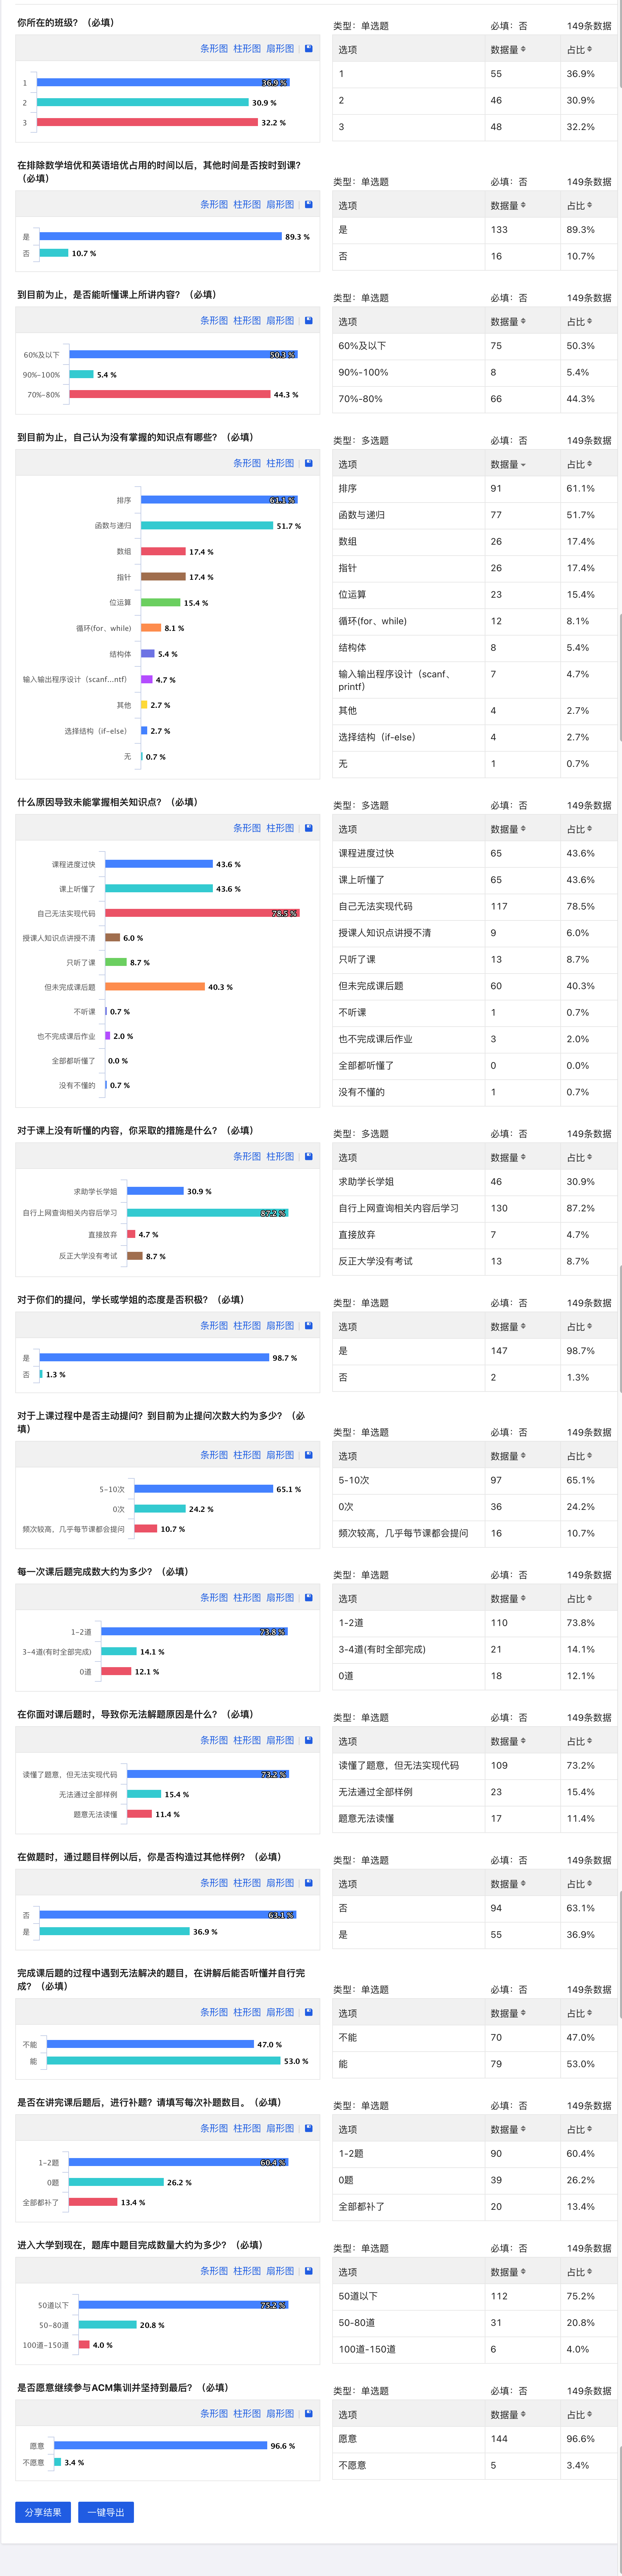 你所在的班级？（必填）
条形图 柱形图 扇形图
1 36.9 %
2 30.9 %
3 32.2 %
类型：单选题 必填：否 149条数据
选项 数据量 占比
1 55 36.9%
2 46 30.9%
3 48 32.2%
在排除数学培优和英语培优占用的时间以后，其他时间是否按时到课？
（必填）
条形图 柱形图 扇形图
是 89.3 %
否 10.7 %
类型：单选题 必填：否 149条数据
选项 数据量 占比
是 133 89.3%
否 16 10.7%
到目前为止，是否能听懂课上所讲内容？（必填）
条形图 柱形图 扇形图
60%及以下 50.3 %
90%-100% 5.4 %
70%-80% 44.3 %
类型：单选题 必填：否 149条数据
选项 数据量 占比
60%及以下 75 50.3%
90%-100% 8 5.4%
70%-80% 66 44.3%
到目前为止，自己认为没有掌握的知识点有哪些？（必填）
条形图 柱形图
排序 61.1 %
函数与递归 51.7 %
数组 17.4 %
指针 17.4 %
位运算 15.4 %
循环(for、while) 8.1 %
结构体 5.4 %
输入输出程序设计（scanf...ntf） 4.7 %
其他 2.7 %
选择结构（if-else） 2.7 %
无 0.7 %
类型：多选题 必填：否 149条数据
选项 数据量 占比
排序 91 61.1%
函数与递归 77 51.7%
数组 26 17.4%
指针 26 17.4%
位运算 23 15.4%
循环(for、while) 12 8.1%
结构体 8 5.4%
输入输出程序设计（scanf、
printf） 7 4.7%
其他 4 2.7%
选择结构（if-else） 4 2.7%
无 1 0.7%
什么原因导致未能掌握相关知识点？（必填）
条形图 柱形图
课程进度过快 43.6 %
课上听懂了 43.6 %
自己无法实现代码 78.5 %
授课人知识点讲授不清 6.0 %
只听了课 8.7 %
但未完成课后题 40.3 %
不听课 0.7 %
也不完成课后作业 2.0 %
全部都听懂了 0.0 %
没有不懂的 0.7 %
类型：多选题 必填：否 149条数据
选项 数据量 占比
课程进度过快 65 43.6%
课上听懂了 65 43.6%
自己无法实现代码 117 78.5%
授课人知识点讲授不清 9 6.0%
只听了课 13 8.7%
但未完成课后题 60 40.3%
不听课 1 0.7%
也不完成课后作业 3 2.0%
全部都听懂了 0 0.0%
没有不懂的 1 0.7%
对于课上没有听懂的内容，你采取的措施是什么？（必填）
条形图 柱形图
求助学长学姐 30.9 %
自行上网查询相关内容后学习 87.2 %
直接放弃 4.7 %
反正大学没有考试 8.7 %
类型：多选题 必填：否 149条数据
选项 数据量 占比
求助学长学姐 46 30.9%
自行上网查询相关内容后学习 130 87.2%
直接放弃 7 4.7%
反正大学没有考试 13 8.7%
对于你们的提问，学长或学姐的态度是否积极？（必填）
条形图 柱形图 扇形图
是 98.7 %
否 1.3 %
类型：单选题 必填：否 149条数据
选项 数据量 占比
是 147 98.7%
否 2 1.3%
对于上课过程中是否主动提问？到目前为止提问次数大约为多少？（必
填）
条形图 柱形图 扇形图
5-10次 65.1 %
0次 24.2 %
频次较高，几乎每节课都会提问 10.7 %
类型：单选题 必填：否 149条数据
选项 数据量 占比
5-10次 97 65.1%
0次 36 24.2%
频次较高，几乎每节课都会提问 16 10.7%
每一次课后题完成数大约为多少？（必填）
条形图 柱形图 扇形图
1-2道 73.8 %
3-4道(有时全部完成) 14.1 %
0道 12.1 %
类型：单选题 必填：否 149条数据
选项 数据量 占比
1-2道 110 73.8%
3-4道(有时全部完成) 21 14.1%
0道 18 12.1%
在你面对课后题时，导致你无法解题原因是什么？（必填）
条形图 柱形图 扇形图
读懂了题意，但无法实现代码 73.2 %
无法通过全部样例 15.4 %
题意无法读懂 11.4 %
类型：单选题 必填：否 149条数据
选项 数据量 占比
读懂了题意，但无法实现代码 109 73.2%
无法通过全部样例 23 15.4%
题意无法读懂 17 11.4%
在做题时，通过题目样例以后，你是否构造过其他样例？（必填）
条形图 柱形图 扇形图
否 63.1 %
是 36.9 %
类型：单选题 必填：否 149条数据
选项 数据量 占比
否 94 63.1%
是 55 36.9%
完成课后题的过程中遇到无法解决的题目，在讲解后能否听懂并自行完
成？（必填）
条形图 柱形图 扇形图
不能 47.0 %
能 53.0 %
类型：单选题 必填：否 149条数据
选项 数据量 占比
不能 70 47.0%
能 79 53.0%
是否在讲完课后题后，进行补题？请填写每次补题数目。（必填）
条形图 柱形图 扇形图
1-2题 60.4 %
0题 26.2 %
全部都补了 13.4 %
类型：单选题 必填：否 149条数据
选项 数据量 占比
1-2题 90 60.4%
0题 39 26.2%
全部都补了 20 13.4%
进入大学到现在，题库中题目完成数量大约为多少？（必填）
条形图 柱形图 扇形图
50道以下 75.2 %
50-80道 20.8 %
100道-150道 4.0 %
类型：单选题 必填：否 149条数据
选项 数据量 占比
50道以下 112 75.2%
50-80道 31 20.8%
100道-150道 6 4.0%
是否愿意继续参与ACM集训并坚持到最后？（必填）
条形图 柱形图 扇形图
愿意 96.6 %
不愿意 3.4 %
类型：单选题 必填：否 149条数据
选项 数据量 占比
愿意 144 96.6%
不愿意 5 3.4%
分享结果 一键导出